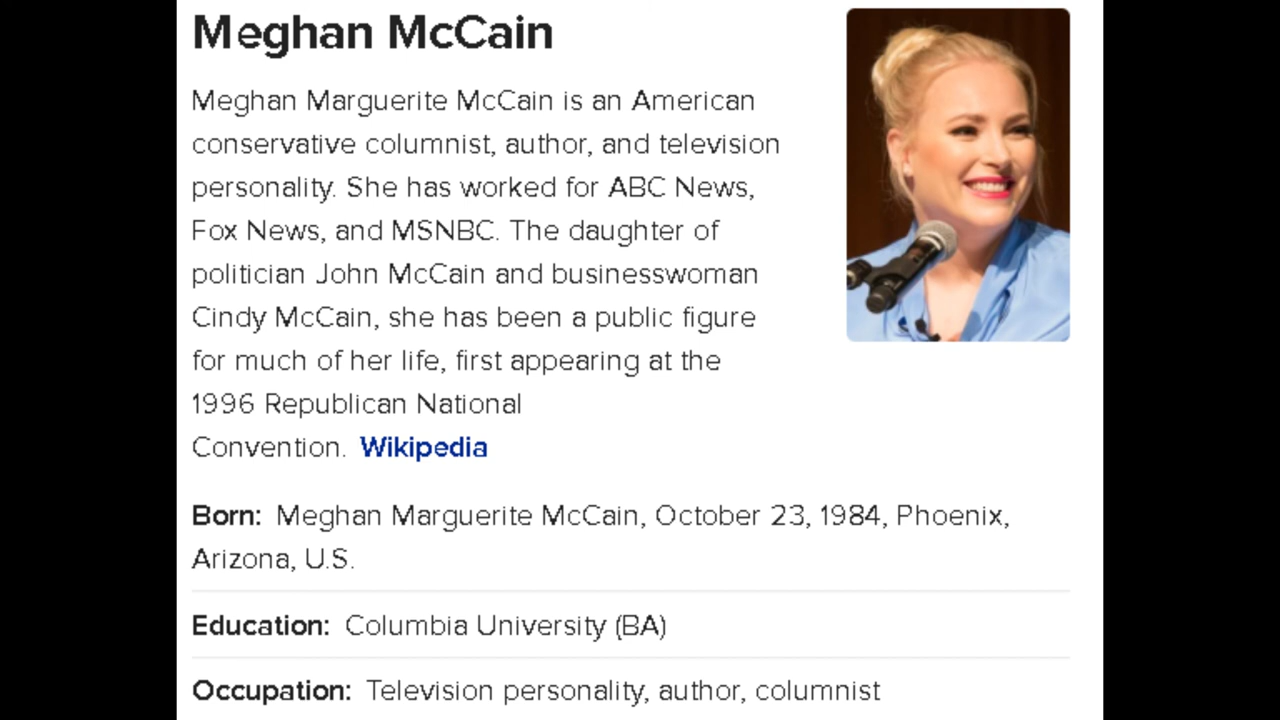 Meghan McCain
Meghan Marguerite McCain is an American
conservative columnist, author, and television
personality. She has worked for ABC News,
Fox News, and MSNBC. The daughter of
politician John McCain and businesswoman
Cindy McCain, she has been a public figure
for much of her life, first appearing at the
1996 Republican National
Convention. Wikipedia
Born: Meghan Marguerite McCain, October 23, 1984, Phoenix,
Arizona, U.S.
Education: Columbia University (BA)
Occupation: Television personality, author, columnist